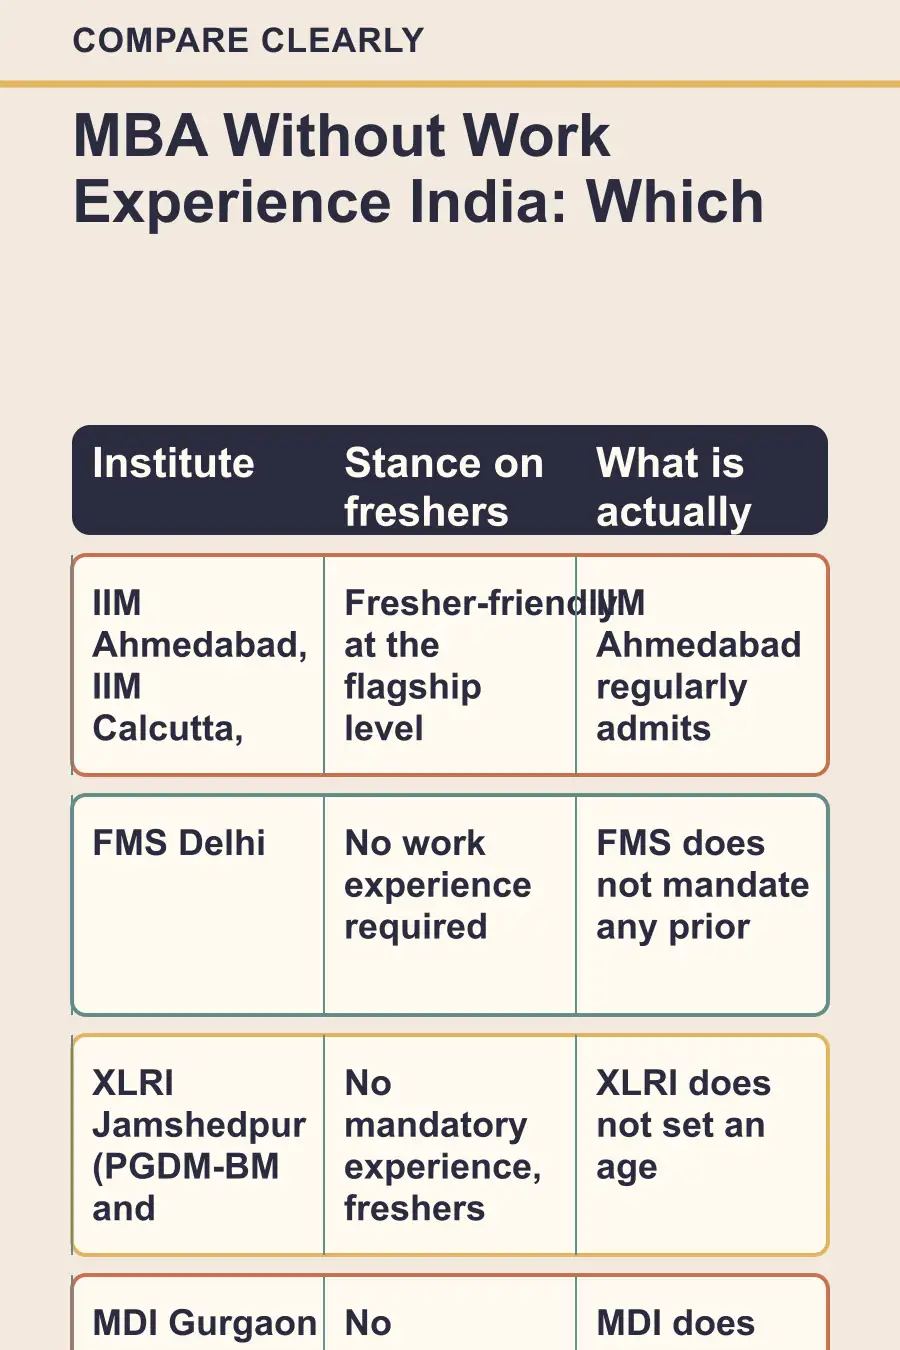 COMPARE CLEARLY
MBA Without Work
Experience India: Which
Institute
Stance on
freshers
What is
actually
IIM
Ahmedabad,
IIM
Calcutta,
Fresher-friendly
at the
flagship
level
IIM
Ahmedabad
regularly
admits
FMS Delhi
No work
experience
required
FMS does
not mandate
any prior
XLRI
Jamshedpur
(PGDM-BM
and
No
mandatory
experience,
freshers
XLRI does
not set an
age
MDI Gurgaon
No
MDI does